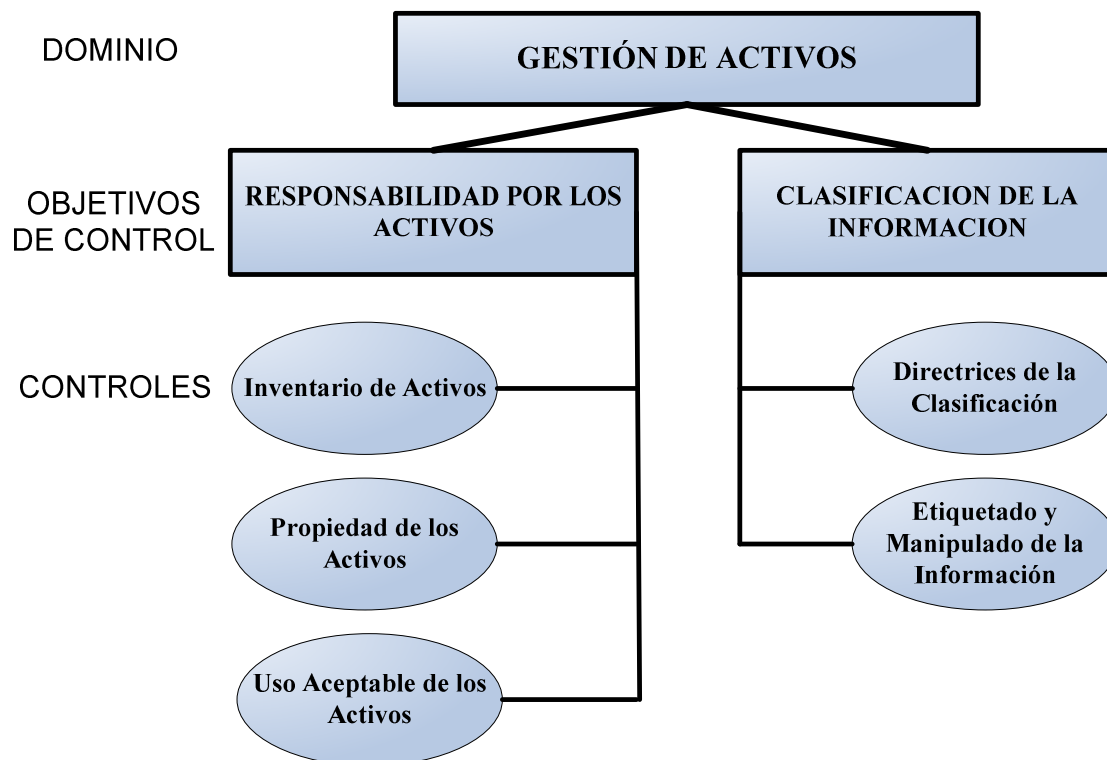 DOMINIO
GESTIÓN DE ACTIVOS
OBJETIVOS
DE CONTROL
RESPONSABILIDAD POR LOS
ACTIVOS
CLASIFICACION DE LA
INFORMACION
CONTROLES
Inventario de Activos
Directrices de la
Clasificación
Propiedad de los
Activos
Etiquetado y
Manipulado de la
Información
Uso Aceptable de los
Activos